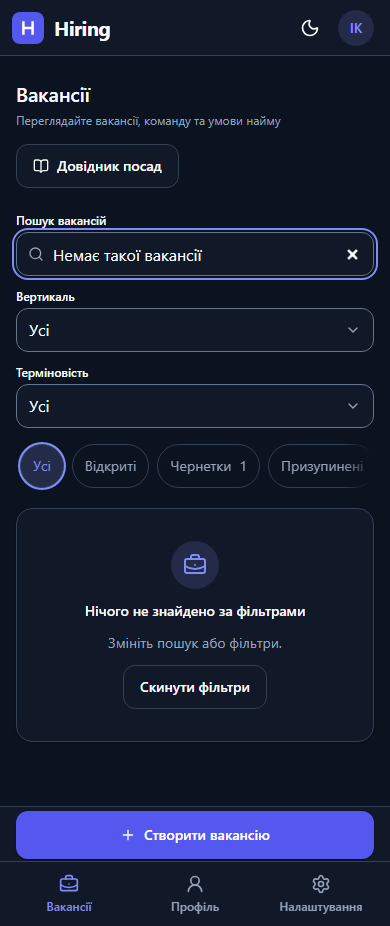 H Hiring
ІК
Вакансії
Переглядайте вакансії, команду та умови найму
Довідник посад
Пошук вакансій
Немає такої вакансії
Вертикаль
Усі
Терміновість
Усі
Усі Відкриті Чернетки 1 Призупинені
Нічого не знайдено за фільтрами
Змініть пошук або фільтри.
Скинути фільтри
+ Створити вакансію
Вакансії Профіль Налаштування